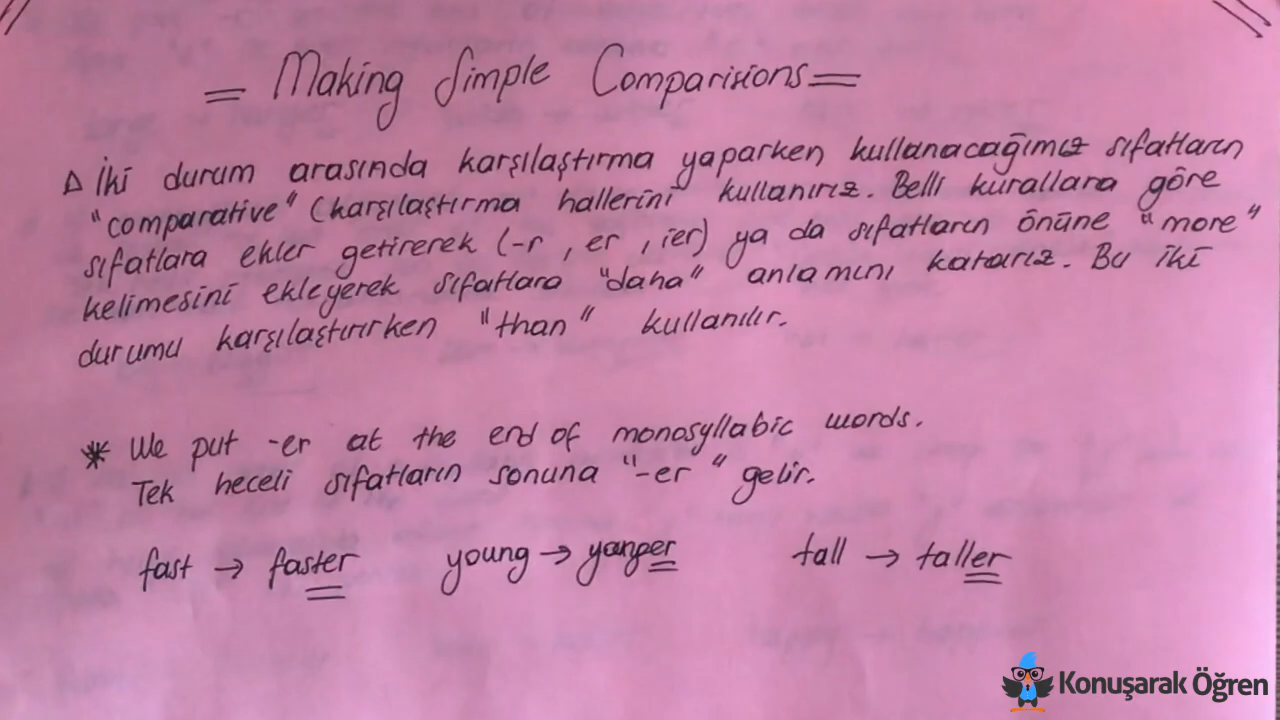 = Making Simple Comparisions =
Δ İki durum arasında karşılaştırma yaparken kullanacağımız sıfatların
"comparative" (karşılaştırma hallerini kullanırız. Belli kurallara göre
sıfatlara ekler getirerek (-r, er, ier) ya da sıfatların önüne "more"
kelimesini ekleyerek sıfatlara "daha" anlamını katarız. Bu iki
durumu karşılaştırırken "than" kullanılır.
* We put -er at the end of monosyllabic words.
Tek heceli sıfatların sonuna "-er" gelir.
fast → faster young → yonger tall → taller
Konuşarak Öğren